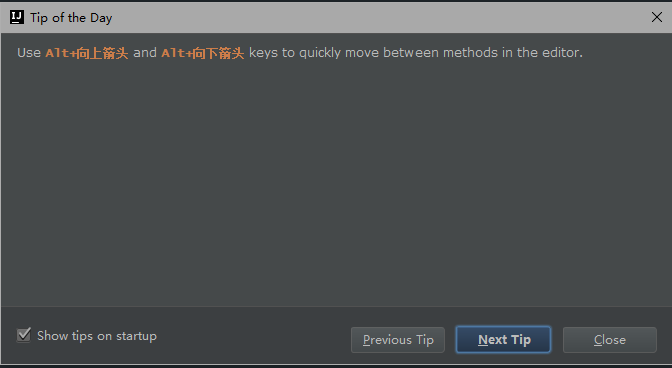 IJ Tip of the Day
Use Alt+向上箭头 and Alt+向下箭头 keys to quickly move between methods in the editor.
Show tips on startup
Previous Tip
Next Tip
Close